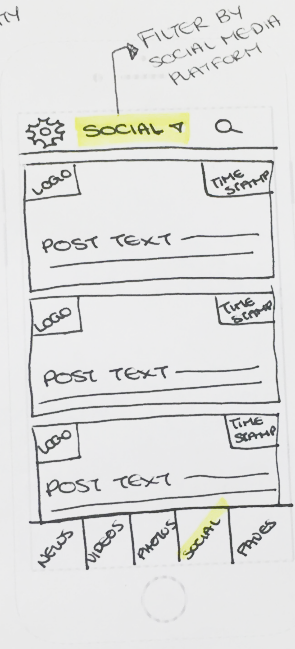 ITY
FILTER BY
SOCIAL MEDIA
PLATFORM
SOCIAL
LOGO
TIME
STAMP
POST TEXT
LOGO
TIME
STAMP
POST TEXT
LOGO
TIME
STAMP
POST TEXT
NEWS
VIDEOS
PHOTOS
SOCIAL